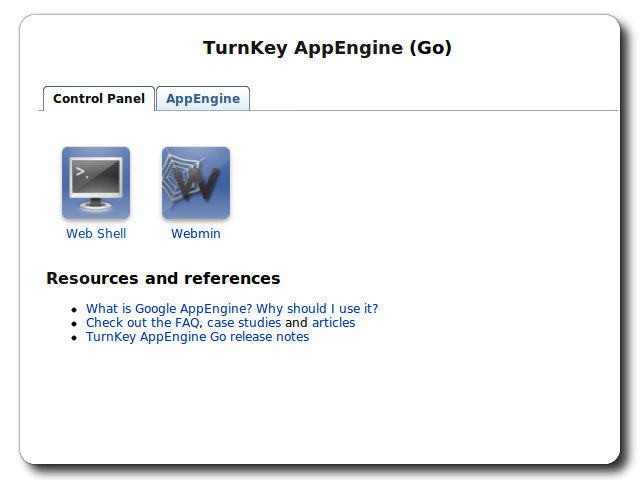 TurnKey AppEngine (Go)
Control Panel AppEngine
>_
W
Web Shell Webmin
Resources and references
What is Google AppEngine? Why should I use it?
Check out the FAQ, case studies and articles
TurnKey AppEngine Go release notes